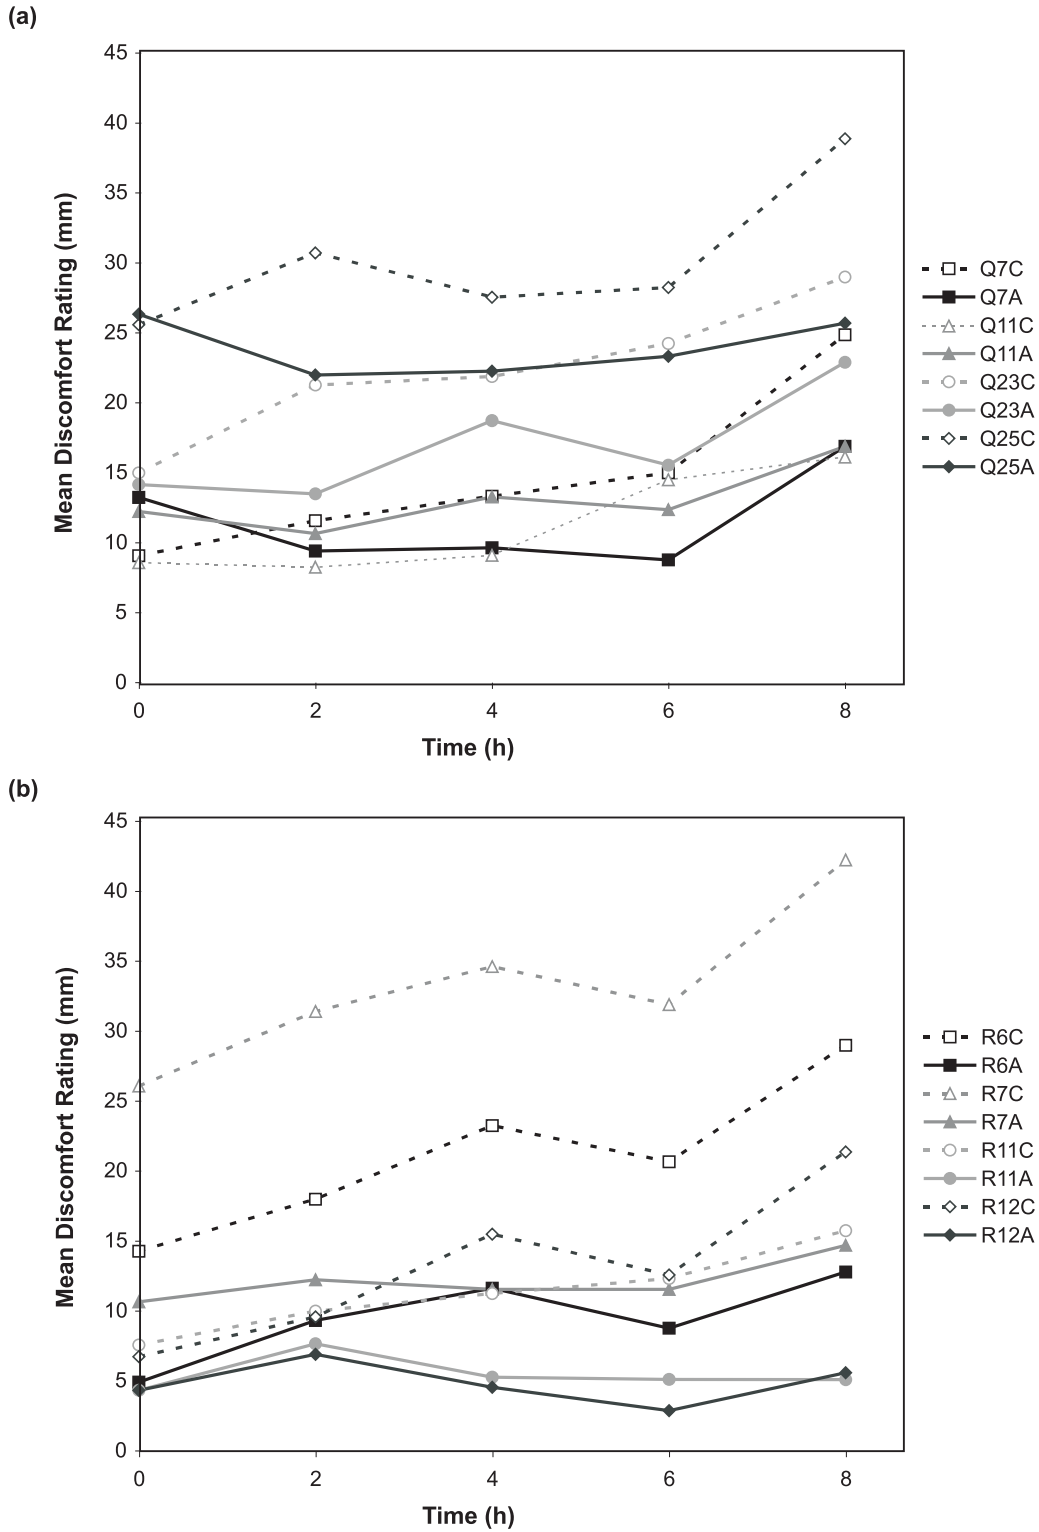 (a)
45
40
35
30
25
20
15
10
5
0
Mean Discomfort Rating (mm)
0 2 4 6 8
Time (h)
Q7C
Q7A
Q11C
Q11A
Q23C
Q23A
Q25C
Q25A
(b)
45
40
35
30
25
20
15
10
5
0
Mean Discomfort Rating (mm)
0 2 4 6 8
Time (h)
R6C
R6A
R7C
R7A
R11C
R11A
R12C
R12A